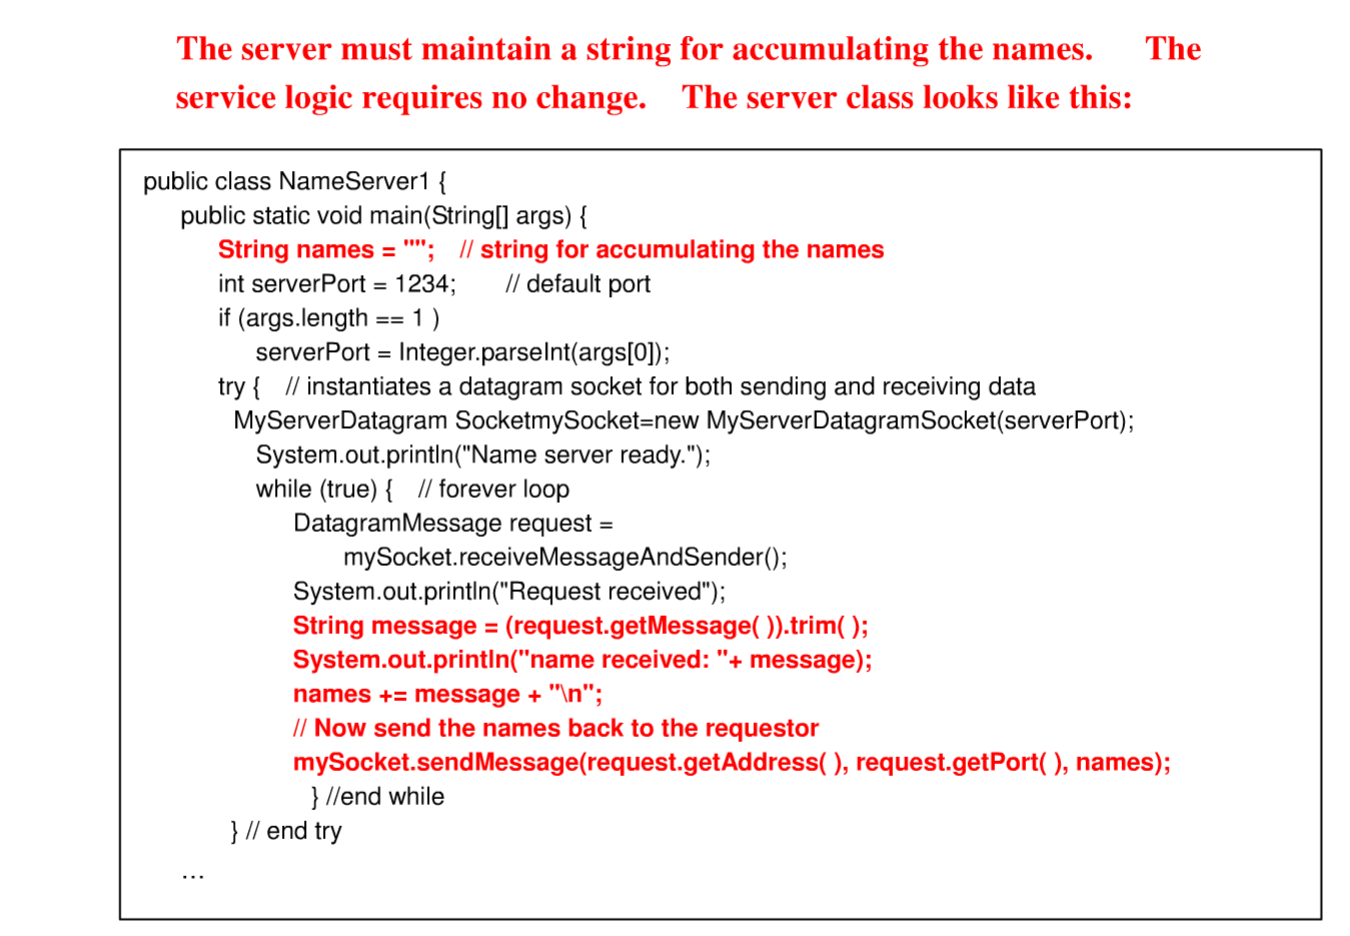 The server must maintain a string for accumulating the names. The
service logic requires no change. The server class looks like this:
public class NameServer1 {
public static void main(String[] args) {
String names = ""; // string for accumulating the names
int serverPort = 1234; // default port
if (args.length == 1 )
serverPort = Integer.parseInt(args[0]);
try { // instantiates a datagram socket for both sending and receiving data
MyServerDatagram SocketmySocket=new MyServerDatagramSocket(serverPort);
System.out.println("Name server ready.");
while (true) { // forever loop
DatagramMessage request =
mySocket.receiveMessageAndSender();
System.out.println("Request received");
String message = (request.getMessage( )).trim( );
System.out.println("name received: "+ message);
names += message + "\n";
// Now send the names back to the requestor
mySocket.sendMessage(request.getAddress( ), request.getPort( ), names);
} //end while
} // end try
…